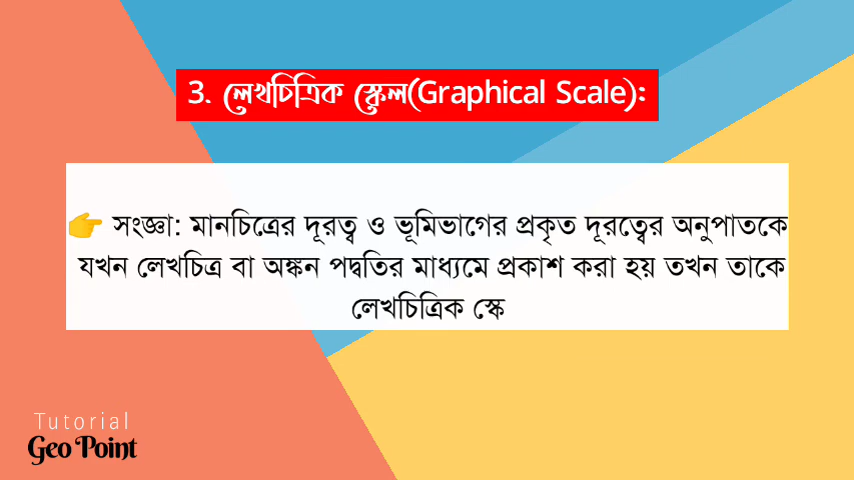 3. লেখচিত্রিক স্কেল(Graphical Scale):
👉 সংজ্ঞা: মানচিত্রের দূরত্ব ও ভূমিভাগের প্রকৃত দূরত্বের অনুপাতকে
যখন লেখচিত্র বা অঙ্কন পদ্বতির মাধ্যমে প্রকাশ করা হয় তখন তাকে
লেখচিত্রিক স্কে
Tutorial
Geo Point